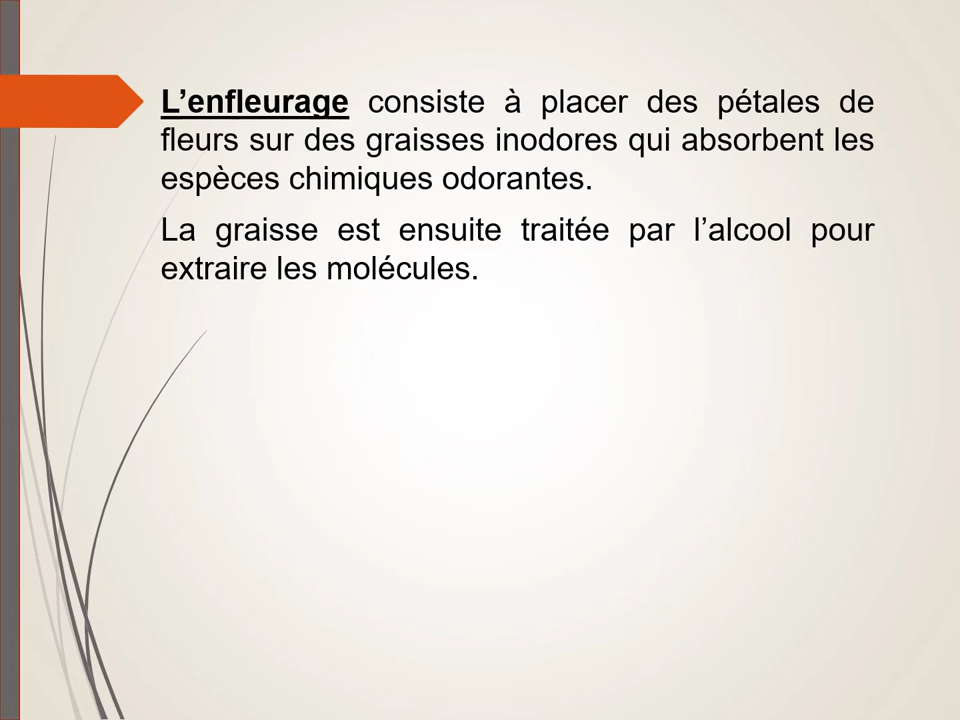 L’enfleurage consiste à placer des pétales de
fleurs sur des graisses inodores qui absorbent les
espèces chimiques odorantes.
La graisse est ensuite traitée par l’alcool pour
extraire les molécules.